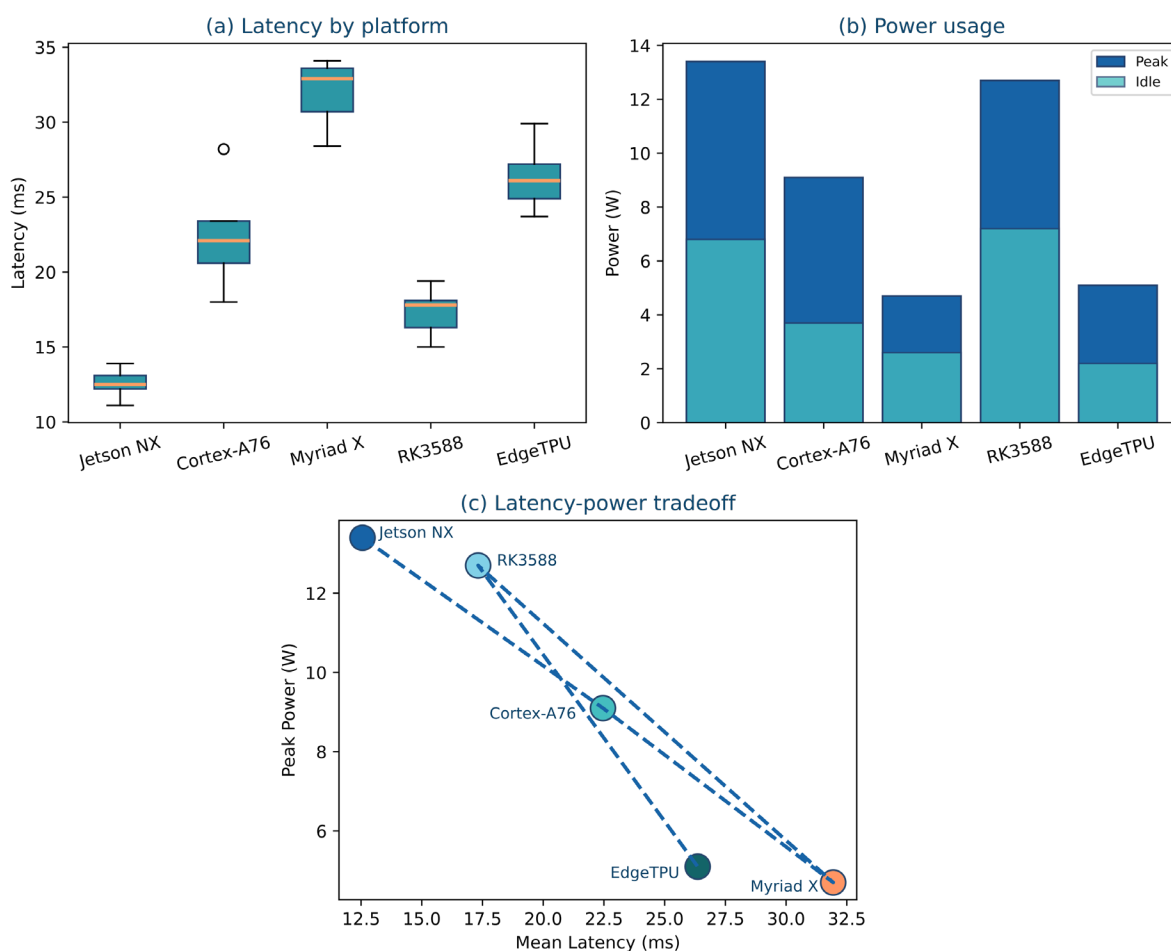 (a) Latency by platform
Latency (ms)
35
30
25
20
15
10
Jetson NX
Cortex-A76
Myriad X
RK3588
EdgeTPU
(b) Power usage
Power (W)
14
12
10
8
6
4
2
0
Peak
Idle
Jetson NX
Cortex-A76
Myriad X
RK3588
EdgeTPU
(c) Latency-power tradeoff
Peak Power (W)
12
10
8
6
Jetson NX
RK3588
Cortex-A76
EdgeTPU
Myriad X
12.5 15.0 17.5 20.0 22.5 25.0 27.5 30.0 32.5
Mean Latency (ms)